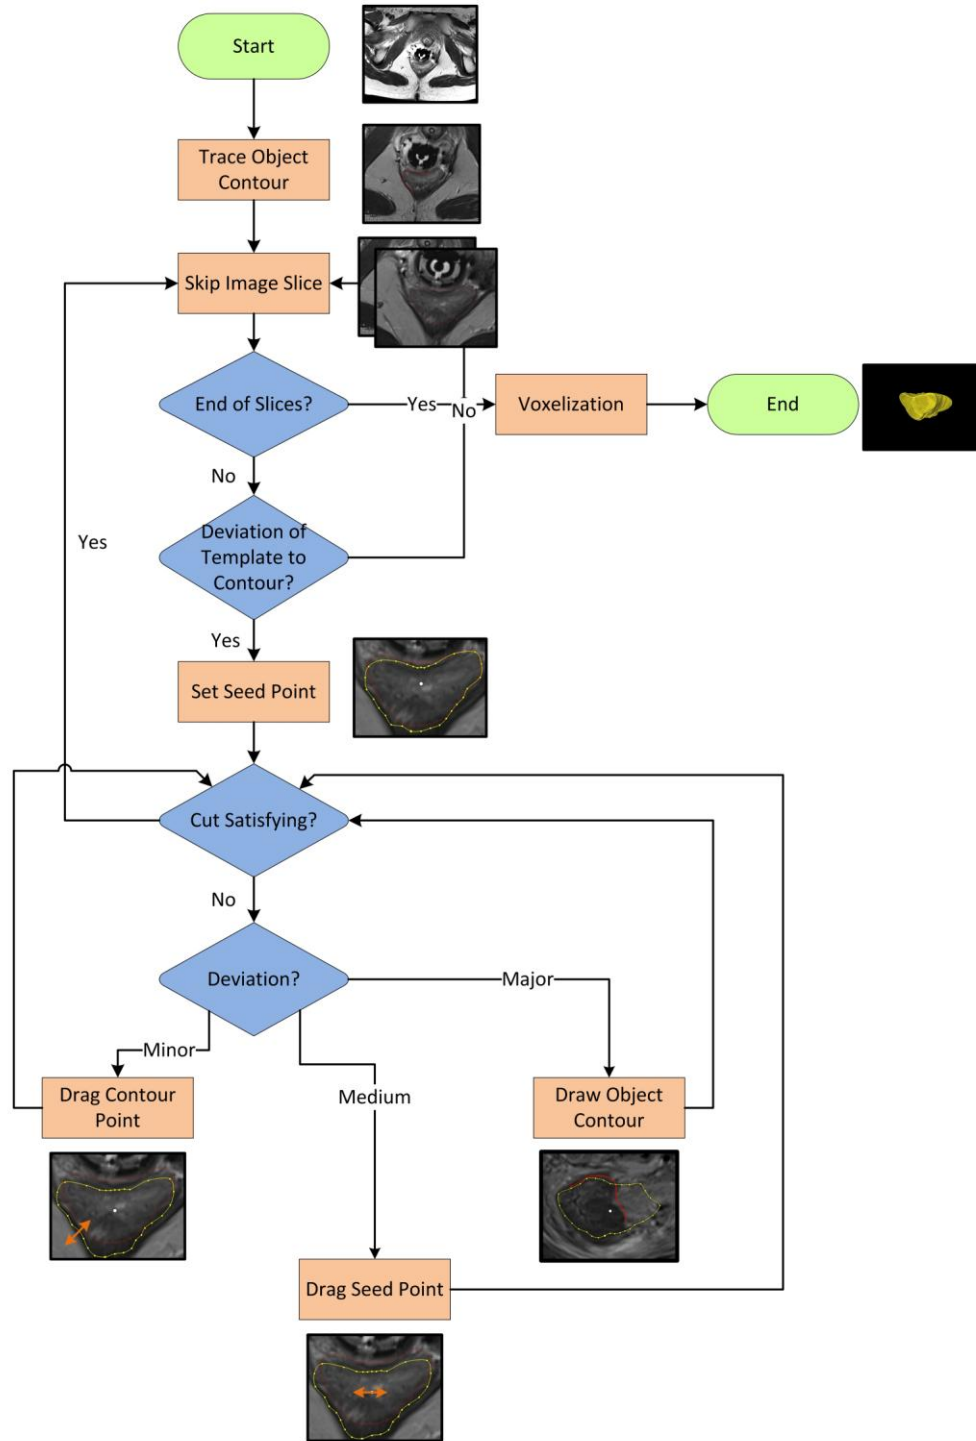 Start
Trace Object
Contour
Skip Image Slice
End of Slices?
Yes
No
Voxelization
End
No
Deviation of
Template to
Contour?
Yes
Yes
Set Seed Point
Cut Satisfying?
No
Deviation?
Major
Minor
Medium
Drag Contour
Point
Draw Object
Contour
Drag Seed Point